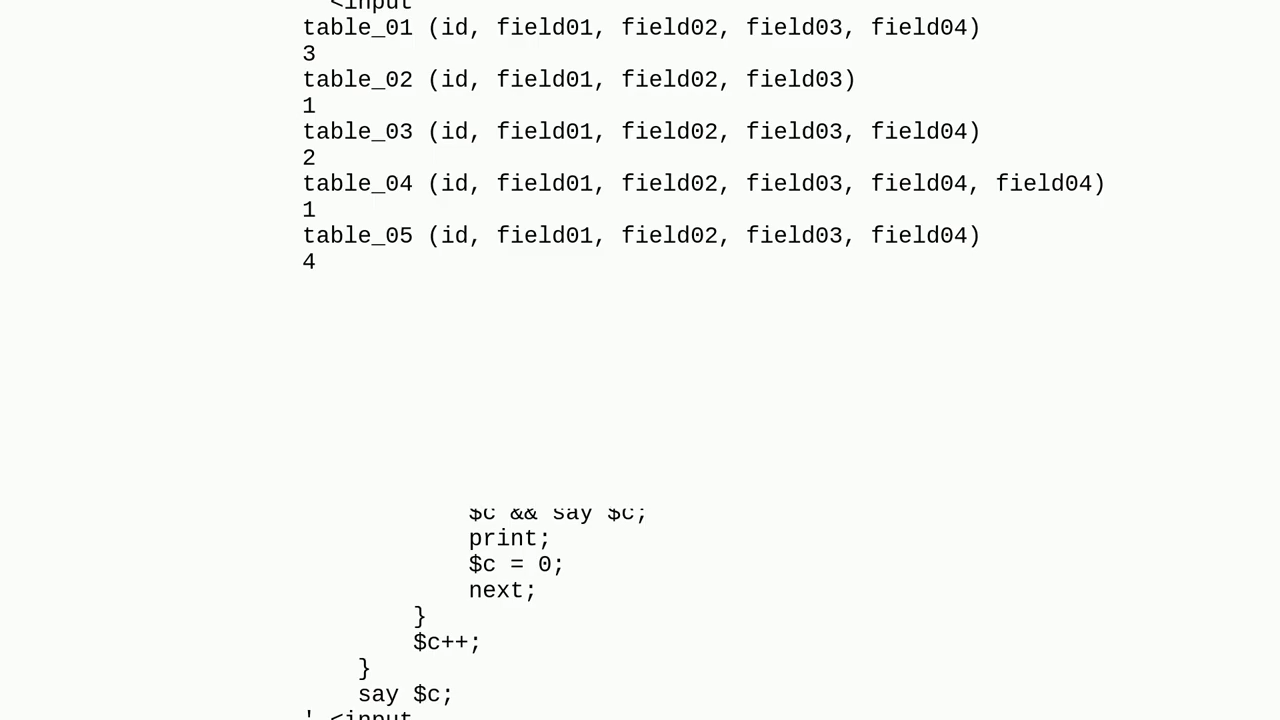 <input
table_01 (id, field01, field02, field03, field04)
3
table_02 (id, field01, field02, field03)
1
table_03 (id, field01, field02, field03, field04)
2
table_04 (id, field01, field02, field03, field04, field04)
1
table_05 (id, field01, field02, field03, field04)
4
$c && say $c;
print;
$c = 0;
next;
}
$c++;
}
say $c;
' <input